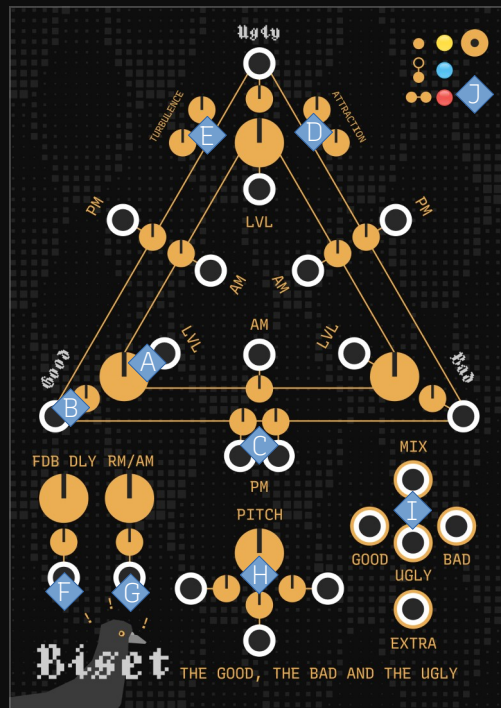 Ugly
J
TURBULENCE
ATTRACTION
E
D
LVL
PM
PM
AM
AM
AM
LVL
LVL
A
Good
Bad
B
C
PM
FDB DLY
RM/AM
MIX
PITCH
I
GOOD
BAD
UGLY
H
F
G
EXTRA
Biset
THE GOOD, THE BAD AND THE UGLY